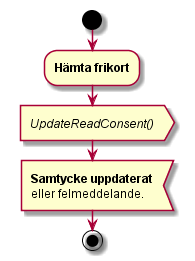 Hämta frikort
UpdateReadConsent()
Samtycke uppdaterat
eller felmeddelande.